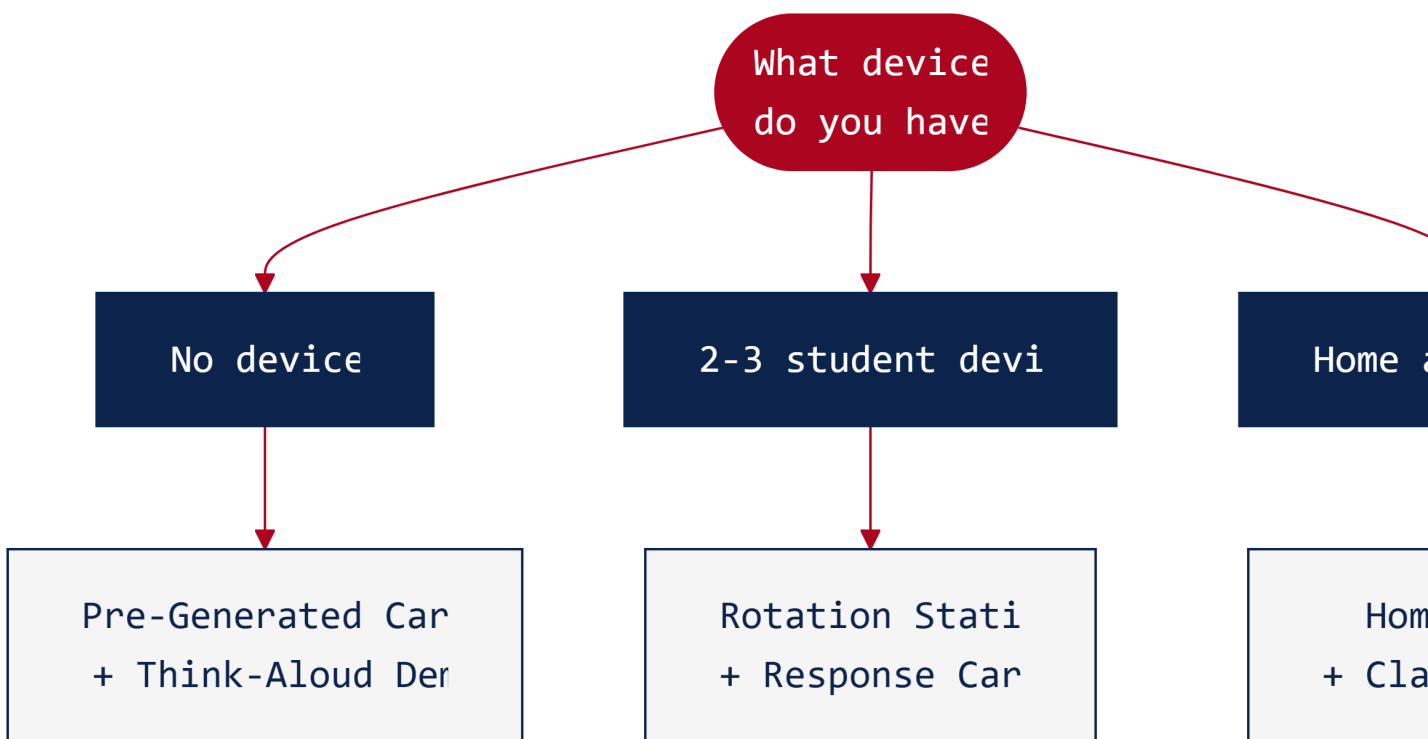 What device
do you have
No device
2-3 student devi
Home
Pre-Generated Car
+ Think-Aloud
Rotation Stati
+ Response Car
Hom
+ Cla